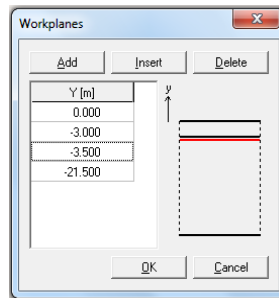 Workplanes
Add Insert Delete
Y [m]
y
0.000
-3.000
-3.500
-21.500
OK Cancel